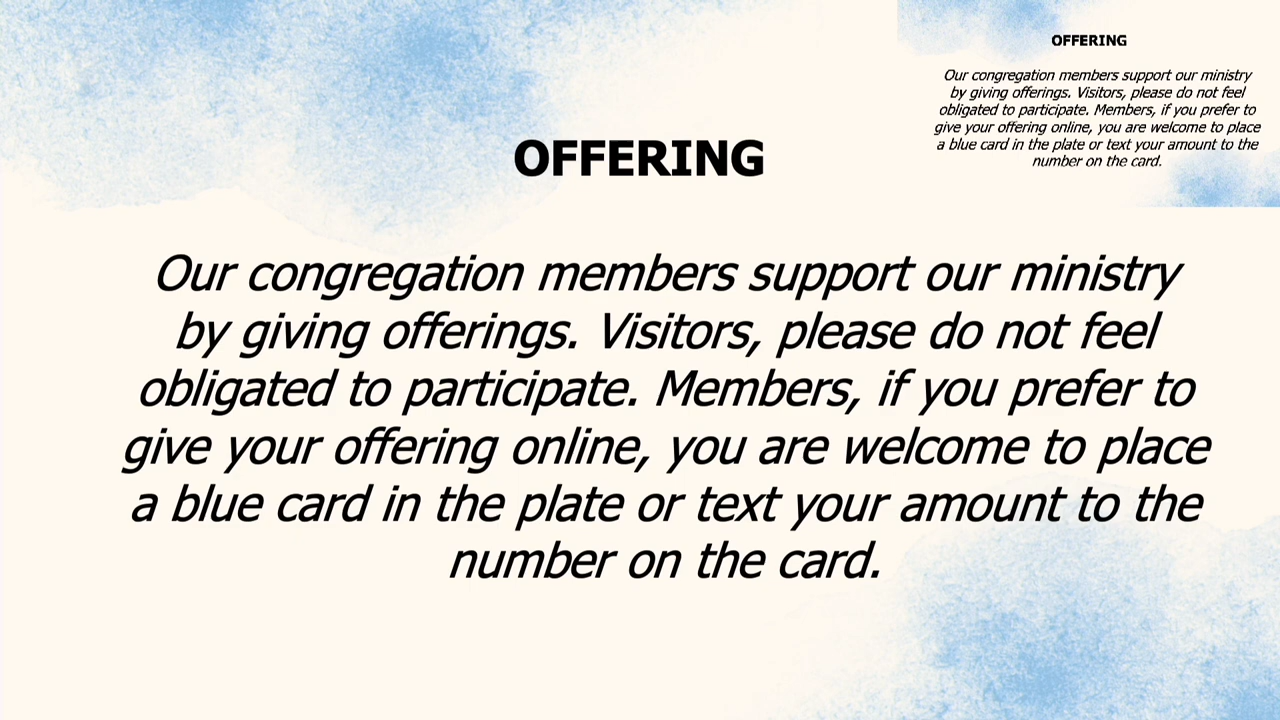 OFFERING
Our congregation members support our ministry
by giving offerings. Visitors, please do not feel
obligated to participate. Members, if you prefer to
give your offering online, you are welcome to place
a blue card in the plate or text your amount to the
number on the card.
OFFERING
Our congregation members support our ministry
by giving offerings. Visitors, please do not feel
obligated to participate. Members, if you prefer to
give your offering online, you are welcome to place
a blue card in the plate or text your amount to the
number on the card.